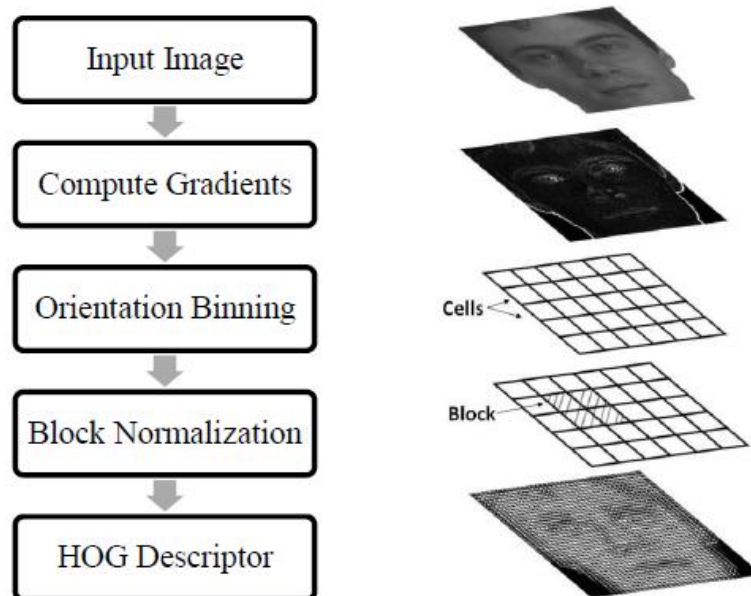 Input Image
Compute Gradients
Orientation Binning
Cells
Block Normalization
Block
HOG Descriptor